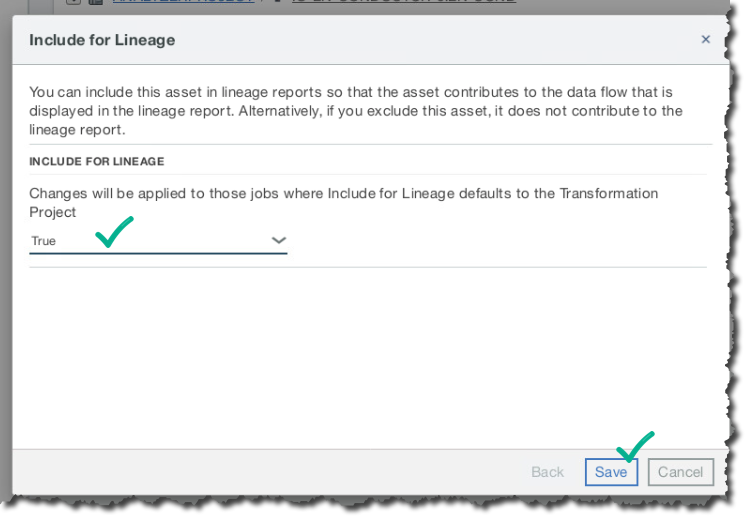 Include for Lineage
×
You can include this asset in lineage reports so that the asset contributes to the data flow that is
displayed in the lineage report. Alternatively, if you exclude this asset, it does not contribute to the
lineage report.
INCLUDE FOR LINEAGE
Changes will be applied to those jobs where Include for Lineage defaults to the Transformation
Project
True
Back Save Cancel